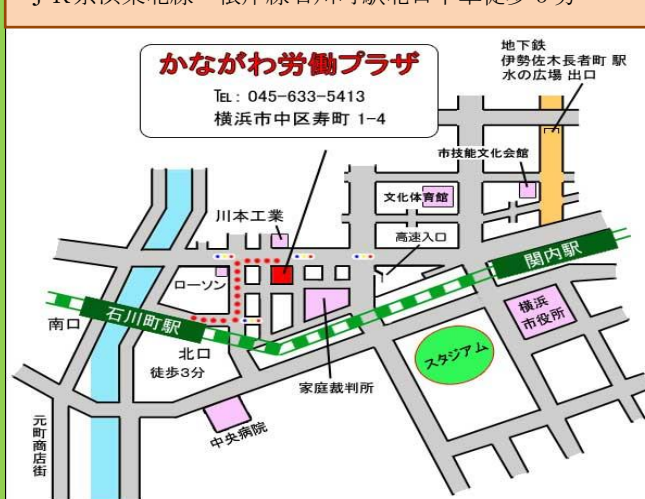 JR京浜東北線・根岸線石川町駅北口下車徒歩3分
かながわ労働プラザ
TEL: 045-633-5413
横浜市中区寿町 1-4
地下鉄
伊勢佐木長者町 駅
水の広場 出口
市技能文化会館
文化体育館
川本工業
高速入口
関内駅
ローソン
石川町駅
南口
北口
徒歩3分
横浜
市役所
スタジアム
家庭裁判所
中央病院
元町商店街